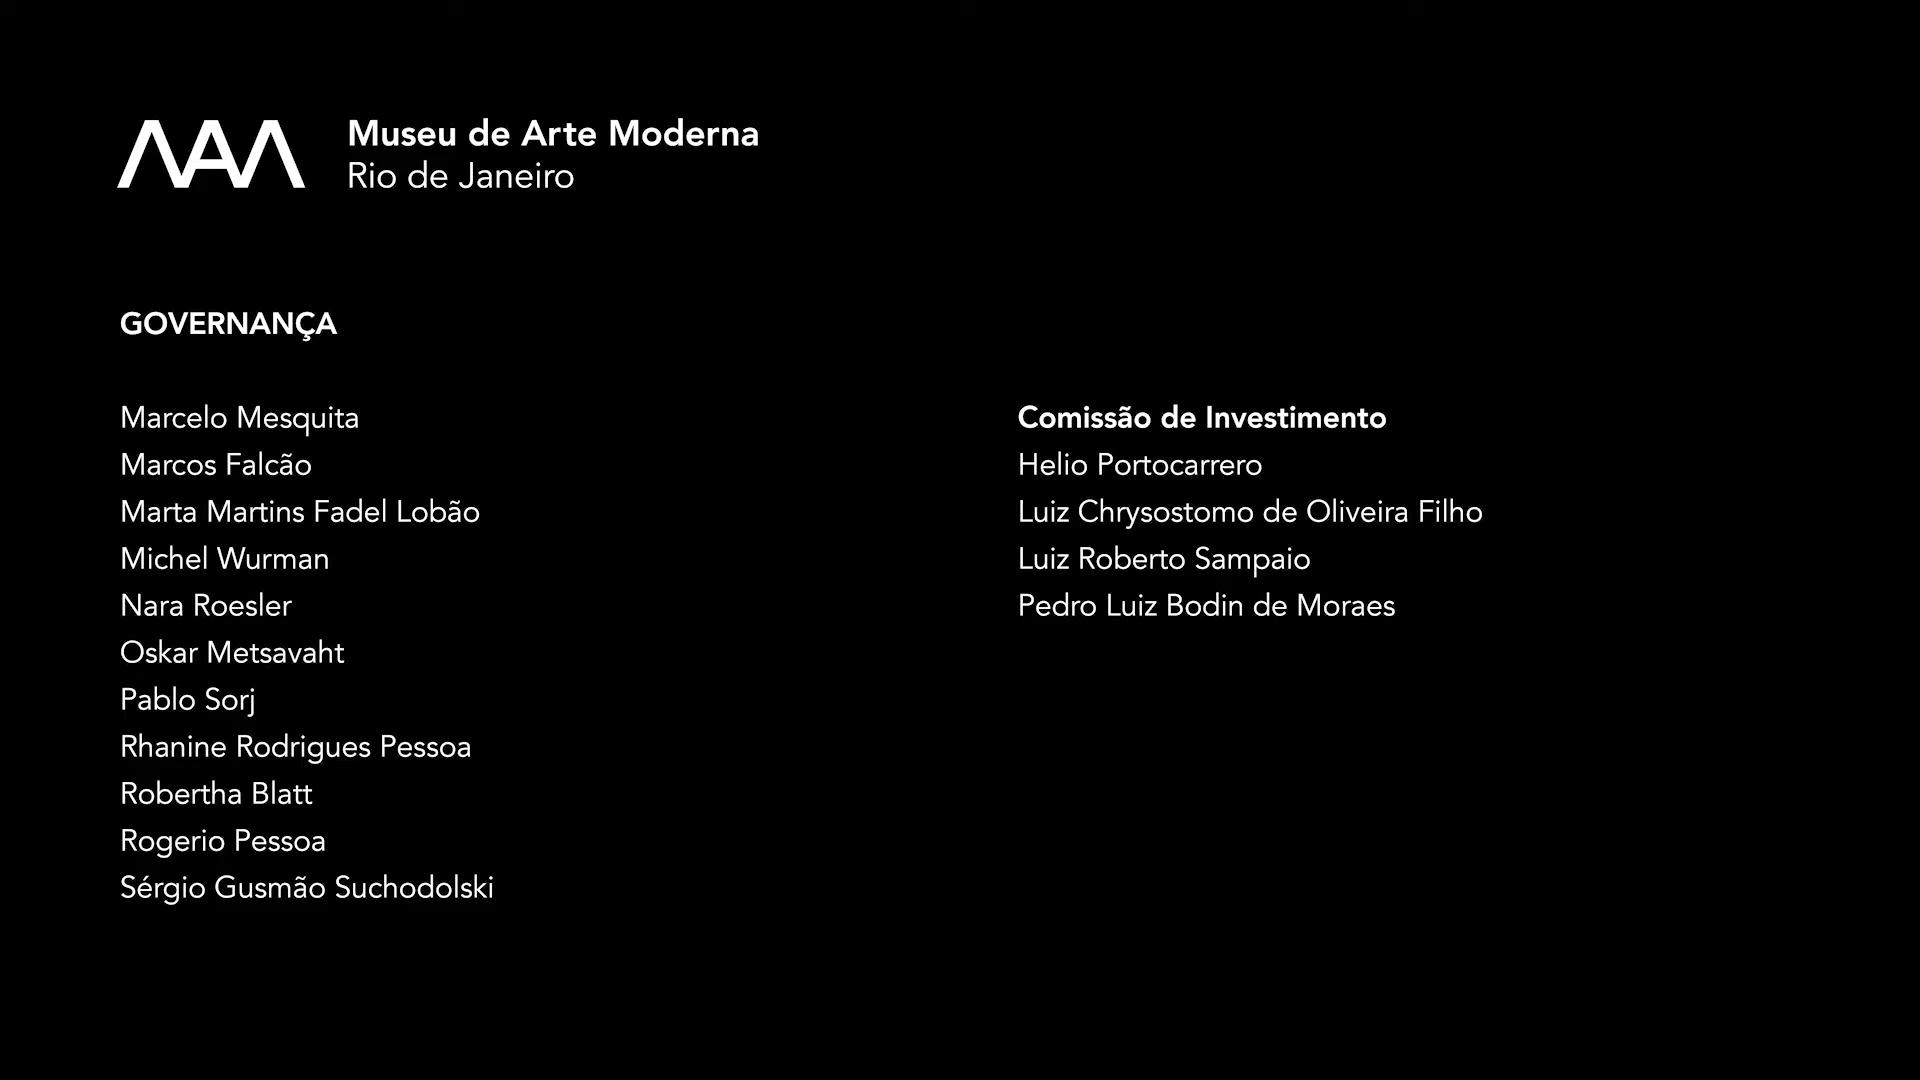 MAM
Museu de Arte Moderna
Rio de Janeiro
GOVERNANÇA
Marcelo Mesquita
Marcos Falcão
Marta Martins Fadel Lobão
Michel Wurman
Nara Roesler
Oskar Metsavaht
Pablo Sorj
Rhanine Rodrigues Pessoa
Robertha Blatt
Rogerio Pessoa
Sérgio Gusmão Suchodolski
Comissão de Investimento
Helio Portocarrero
Luiz Chrysostomo de Oliveira Filho
Luiz Roberto Sampaio
Pedro Luiz Bodin de Moraes